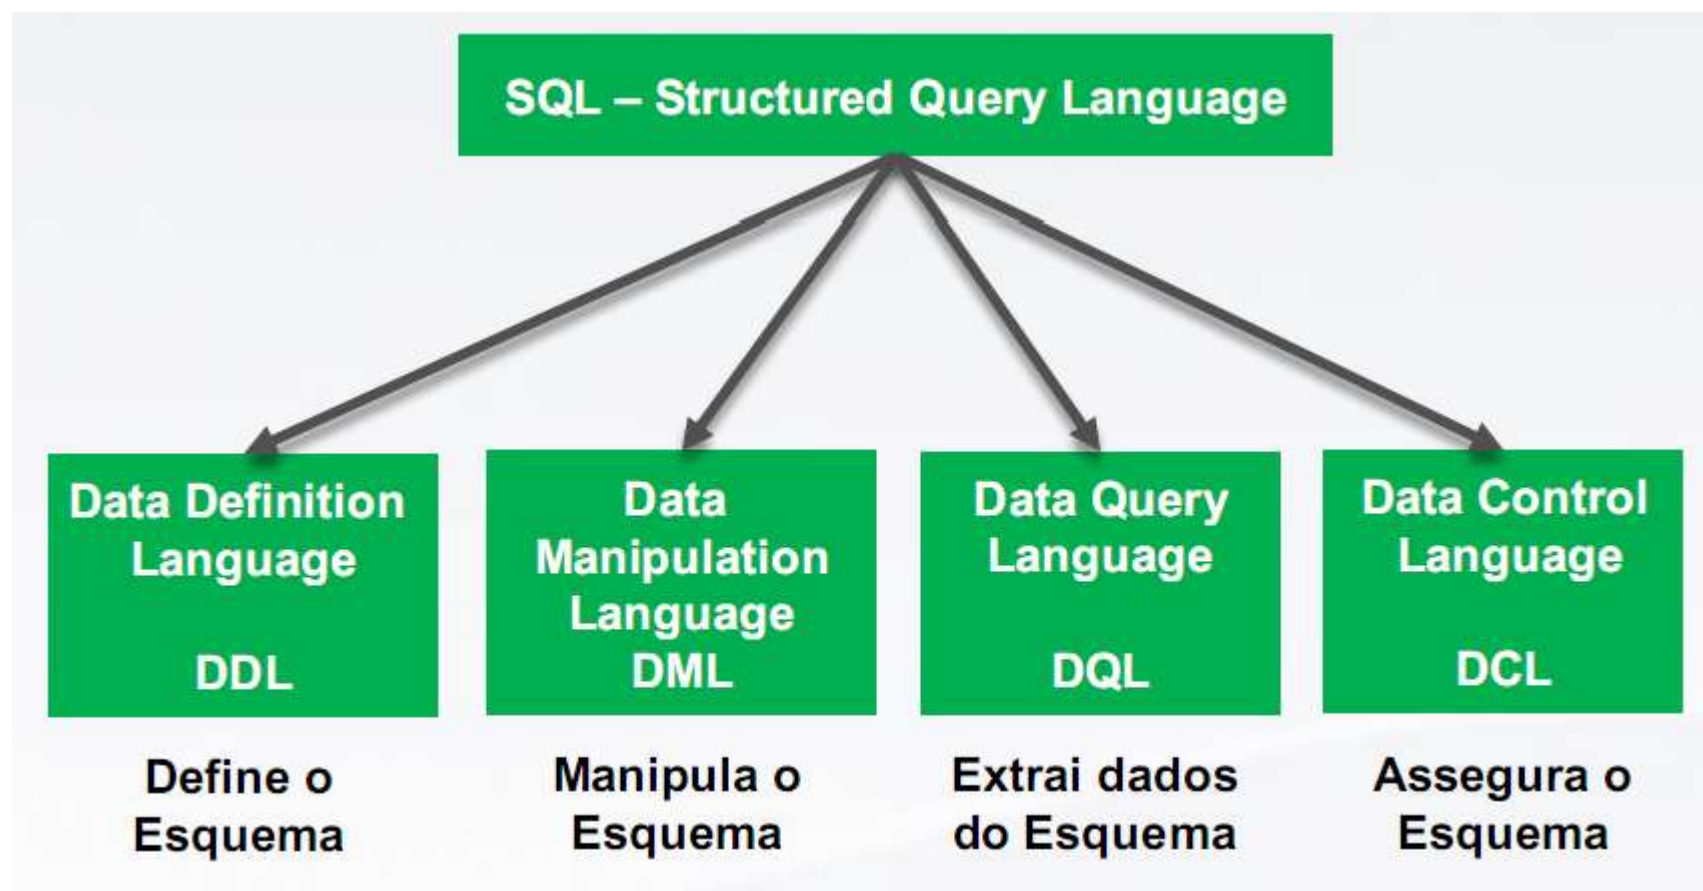 SQL – Structured Query Language
Data Definition
Language
DDL
Data
Manipulation
Language
DML
Data Query
Language
DQL
Data Control
Language
DCL
Define o
Esquema
Manipula o
Esquema
Extrai dados
do Esquema
Assegura o
Esquema